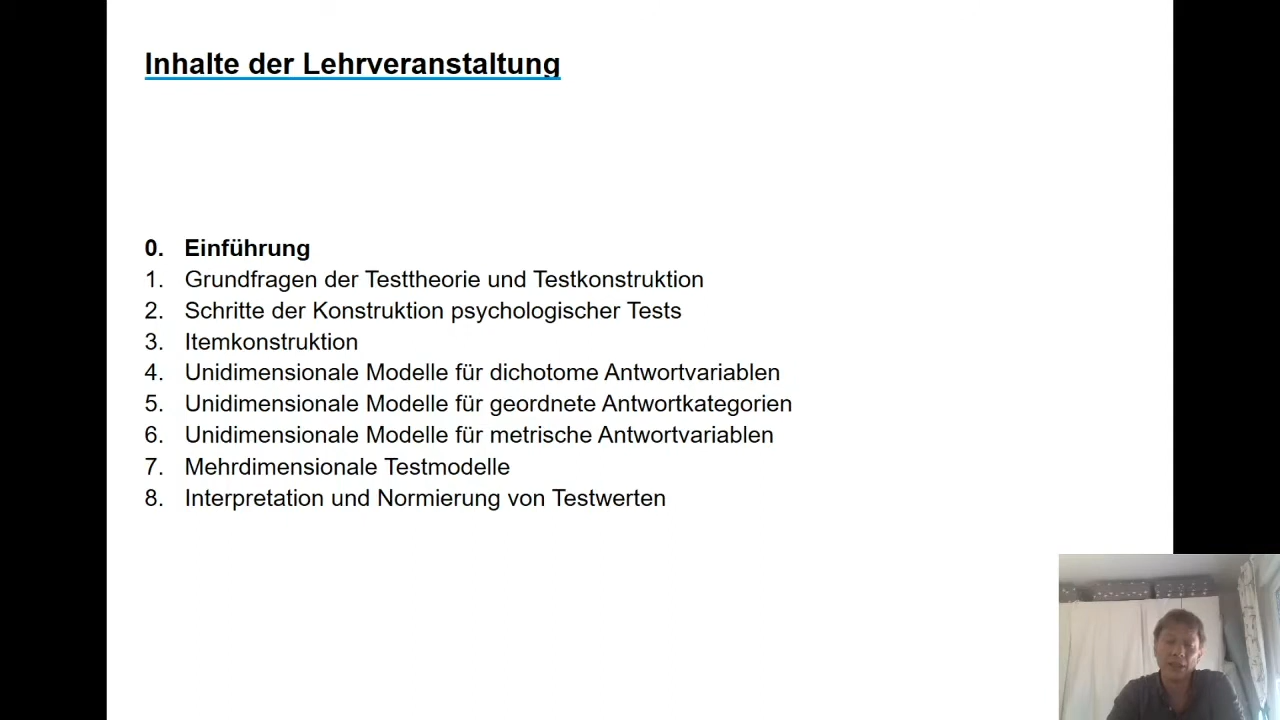 Inhalte der Lehrveranstaltung
0. Einführung
1. Grundfragen der Testtheorie und Testkonstruktion
2. Schritte der Konstruktion psychologischer Tests
3. Itemkonstruktion
4. Unidimensionale Modelle für dichotome Antwortvariablen
5. Unidimensionale Modelle für geordnete Antwortkategorien
6. Unidimensionale Modelle für metrische Antwortvariablen
7. Mehrdimensionale Testmodelle
8. Interpretation und Normierung von Testwerten